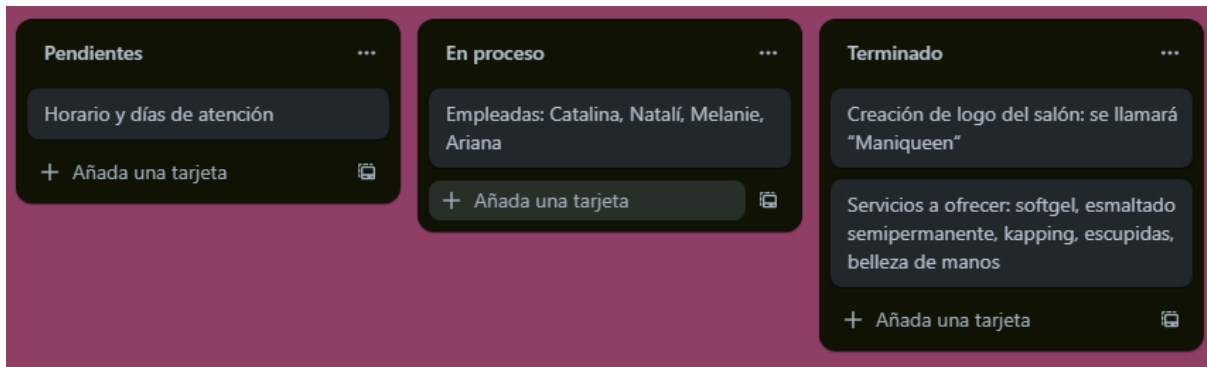 Pendientes
Horario y días de atención
+ Añada una tarjeta
En proceso
Empleadas: Catalina, Natalí, Melanie,
Ariana
+ Añada una tarjeta
Terminado
Creación de logo del salón: se llamará
“Maniqueen”
Servicios a ofrecer: softgel, esmaltado
semipermanente, kapping, escupidas,
belleza de manos
+ Añada una tarjeta